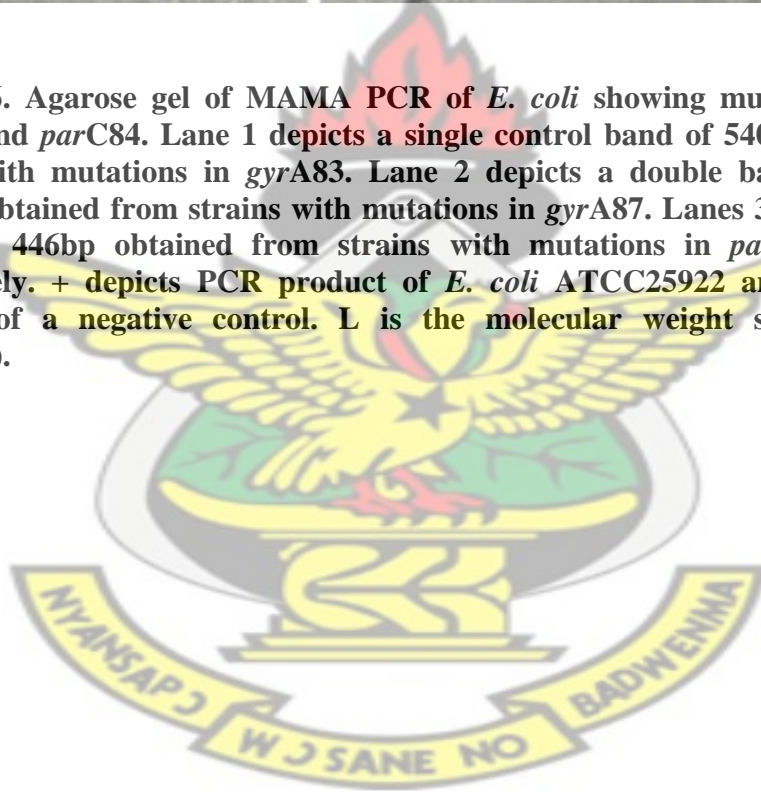 . Agarose gel of MAMA PCR of E. coli showing mu
nd parC84. Lane 1 depicts a single control band of 540
ith mutations in gyrA83. Lane 2 depicts a double ba
btained from strains with mutations in gyrA87. Lanes 3
446bp obtained from strains with mutations in pa
ely. + depicts PCR product of E. coli ATCC25922 a
of a negative control. L is the molecular weight s
).
NYANSAPƆ
WƆSANE NO
BADWENMA